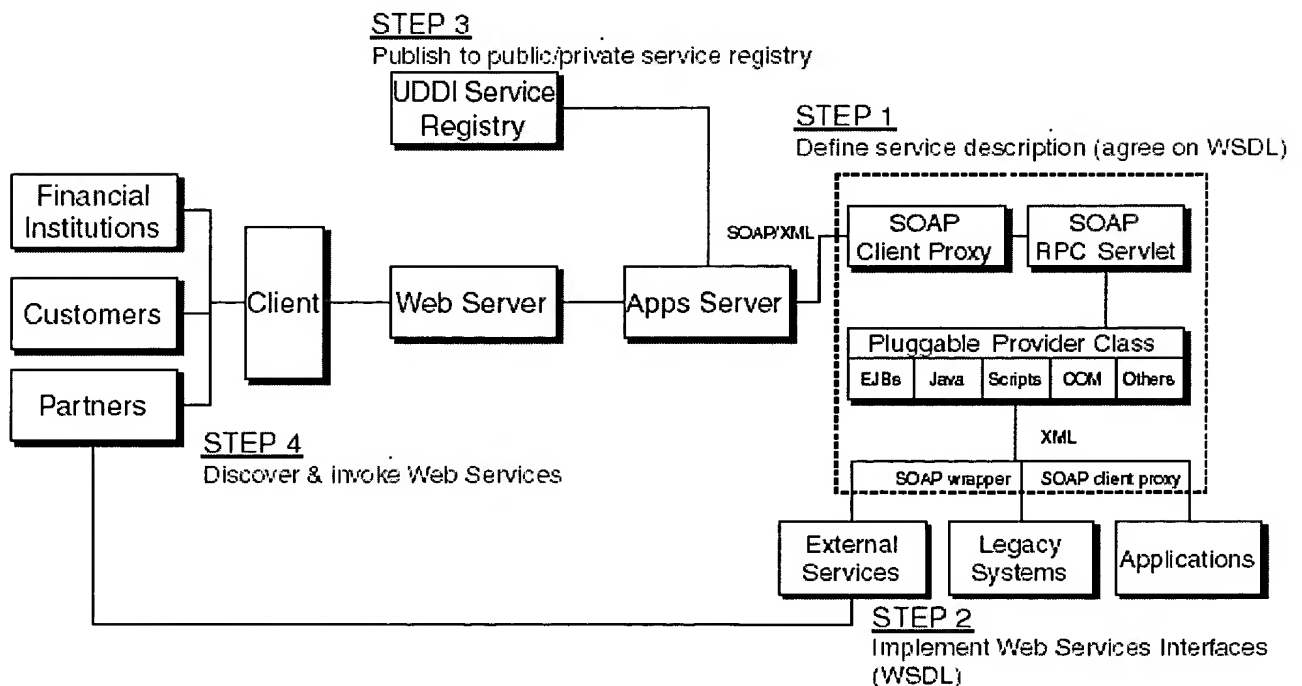 STEP 3
Publish to public/private service registry
UDDI Service
Registry
STEP 1
Define service description (agree on WSDL)
Financial
Institutions
Customers
Partners
Client
Web Server
Apps Server
SOAP/XML
SOAP
Client Proxy
SOAP
RPC Servlet
Pluggable Provider Class
EJBs
Java
Scripts
COM
Others
XML
SOAP wrapper
SOAP client proxy
STEP 4
Discover & invoke Web Services
External
Services
Legacy
Systems
Applications
STEP 2
Implement Web Services Interfaces
(WSDL)